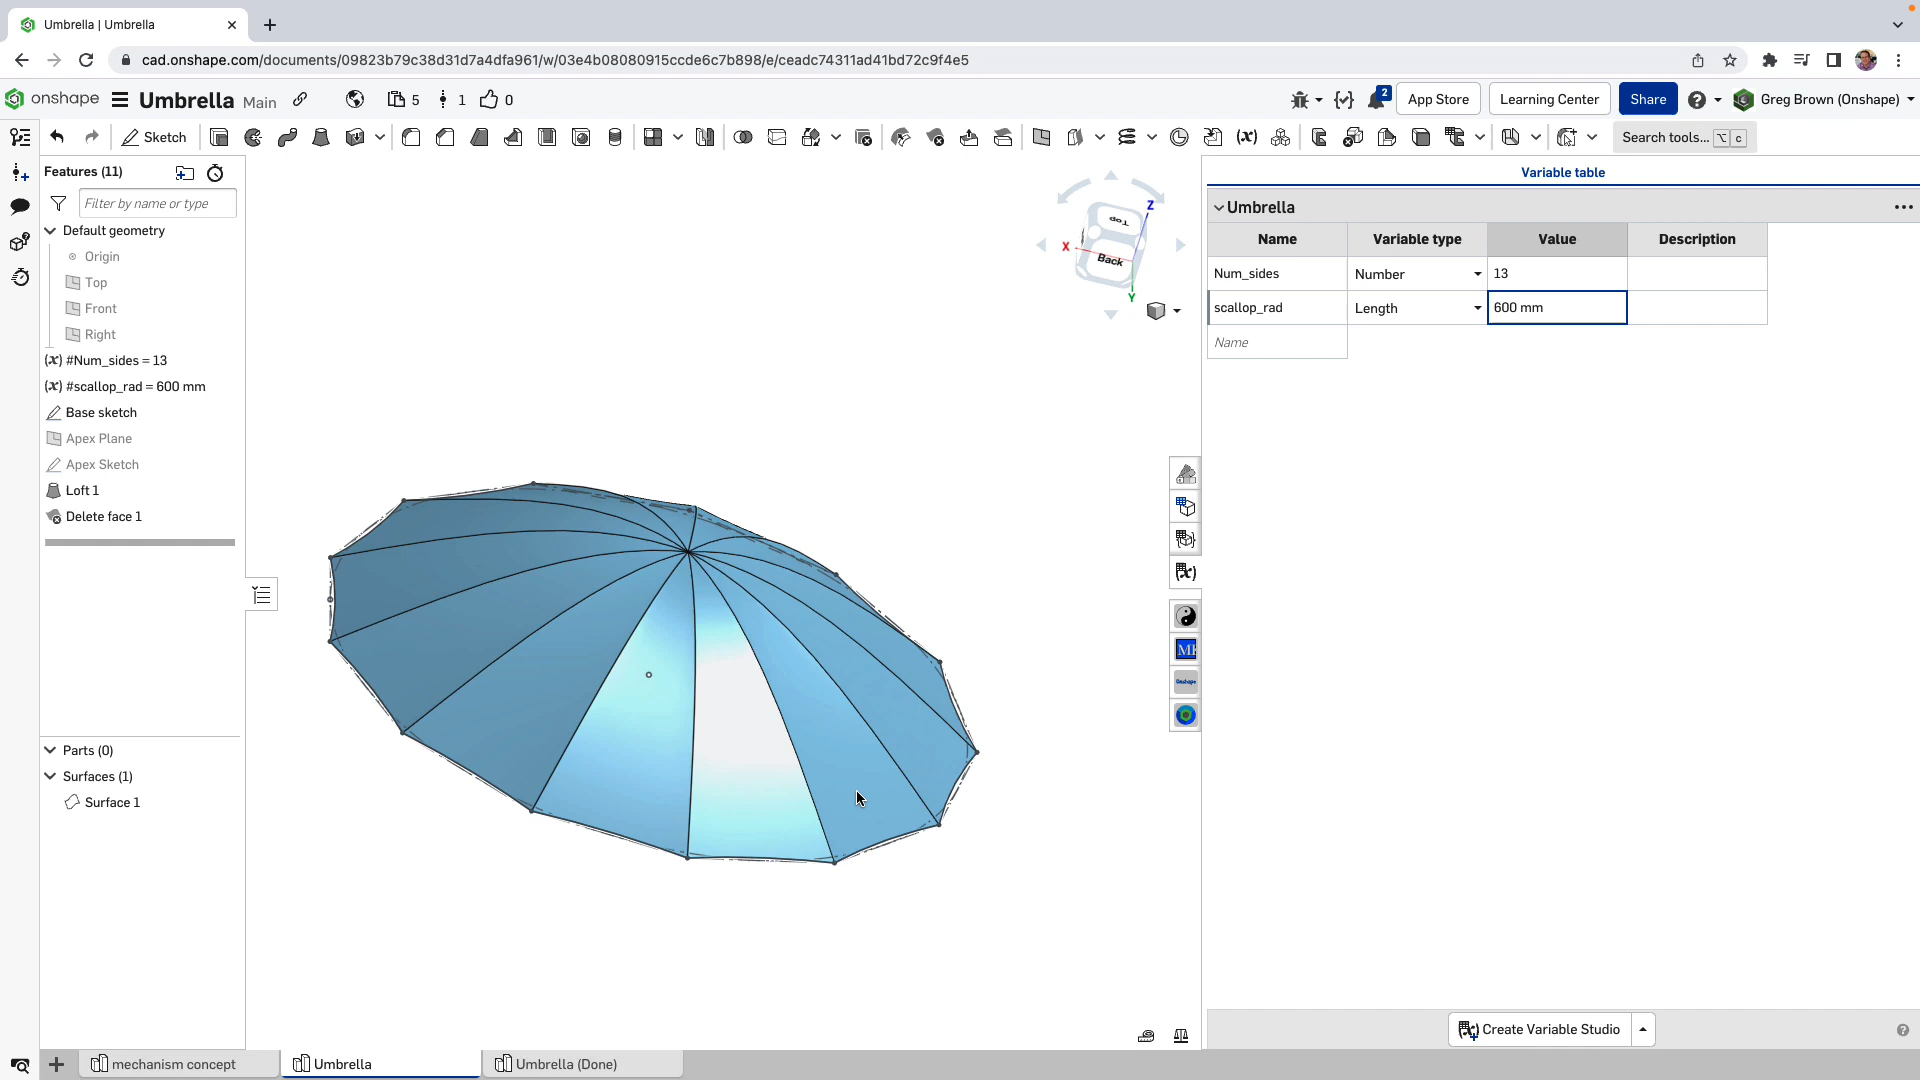 Umbrella | Umbrella
cad.onshape.com/documents/09823b79c38d31d7a4dfa961/w/03e4b08080915ccde6c7b898/e/ceadc74311ad41bd72c9f4e5
onshape Umbrella Main 5 1 0 2 App Store Learning Center Share Greg Brown (Onshape)
Sketch (x) Search tools... ⌥ c
Features (11)
Filter by name or type
Default geometry
Origin
Top
Front
Right
(x) #Num_sides = 13
(x) #scallop_rad = 600 mm
Base sketch
Apex Plane
Apex Sketch
Loft 1
Delete face 1
Parts (0)
Surfaces (1)
Surface 1
Z
Top
X
Back
Y
(x)
Onshape
Variable table
Umbrella
Name Variable type Value Description
Num_sides Number 13
scallop_rad Length 600 mm
Name
Create Variable Studio
mechanism concept Umbrella Umbrella (Done)